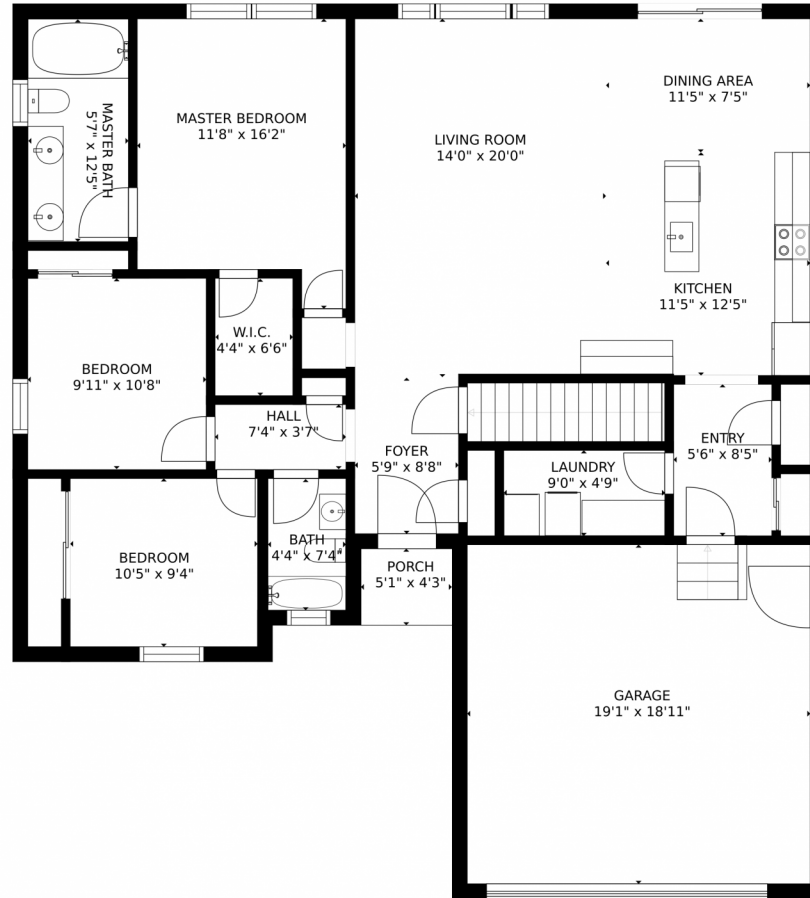 DINING AREA
11'5" x 7'5"
MASTER BATH
5'7" x 12'5"
MASTER BEDROOM
11'8" x 16'2"
LIVING ROOM
14'0" x 20'0"
KITCHEN
11'5" x 12'5"
W.I.C.
4'4" x 6'6"
BEDROOM
9'11" x 10'8"
HALL
7'4" x 3'7"
FOYER
5'9" x 8'8"
ENTRY
5'6" x 8'5"
LAUNDRY
9'0" x 4'9"
BEDROOM
10'5" x 9'4"
BATH
4'4" x 7'4"
PORCH
5'1" x 4'3"
GARAGE
19'1" x 18'11"